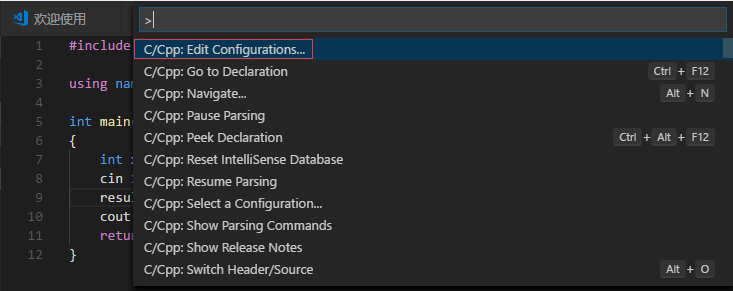 欢迎使用
>
C/Cpp: Edit Configurations...
C/Cpp: Go to Declaration Ctrl + F12
C/Cpp: Navigate... Alt + N
C/Cpp: Pause Parsing
C/Cpp: Peek Declaration Ctrl + Alt + F12
C/Cpp: Reset IntelliSense Database
C/Cpp: Resume Parsing
C/Cpp: Select a Configuration...
C/Cpp: Show Parsing Commands
C/Cpp: Show Release Notes
C/Cpp: Switch Header/Source Alt + O
1 #include
2
3 using
4
5 int main
6 {
7 int
8 cin
9
10 cout
11
12 }